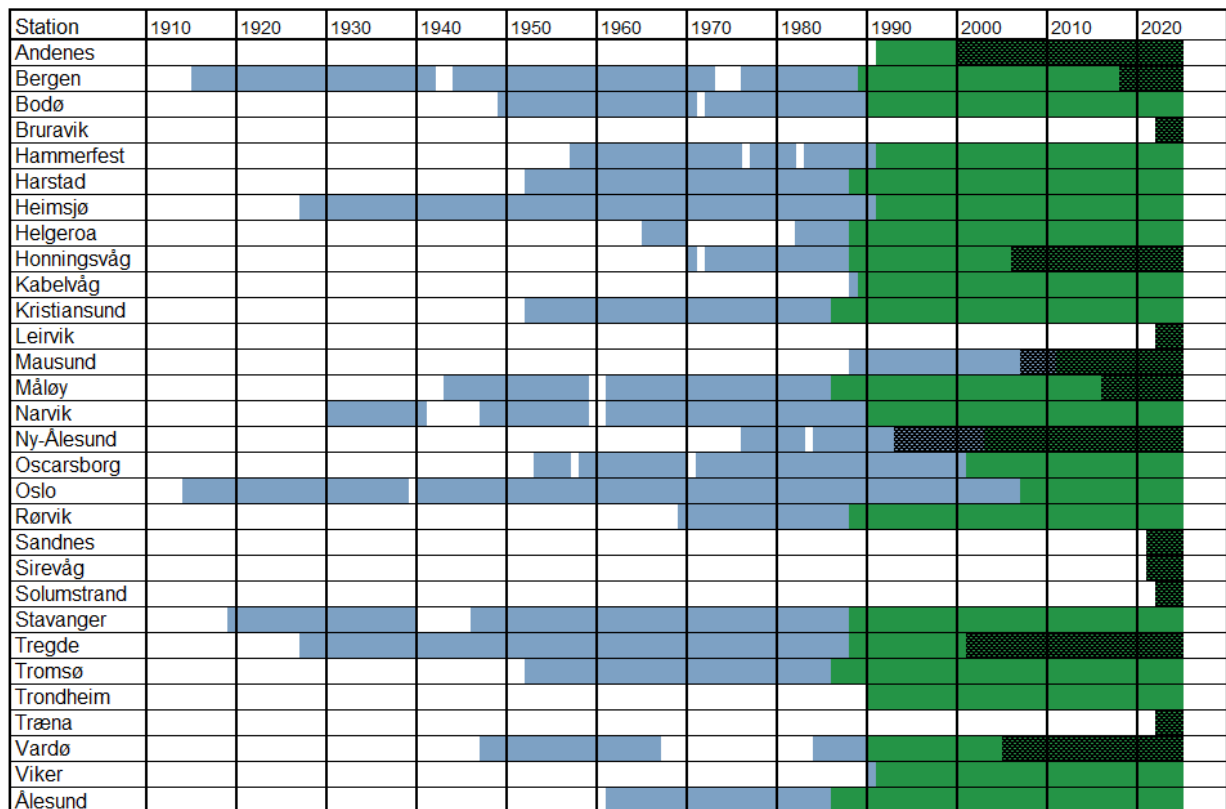 Station 1910 1920 1930 1940 1950 1960 1970 1980 1990 2000 2010 2020
Andenes
Bergen
Bodø
Bruravik
Hammerfest
Harstad
Heimsjø
Helgeroa
Honningsvåg
Kabelvåg
Kristiansund
Leirvik
Mausund
Måløy
Narvik
Ny-Ålesund
Oscarsborg
Oslo
Rørvik
Sandnes
Sirevåg
Solumstrand
Stavanger
Tregde
Tromsø
Trondheim
Træna
Vardø
Viker
Ålesund